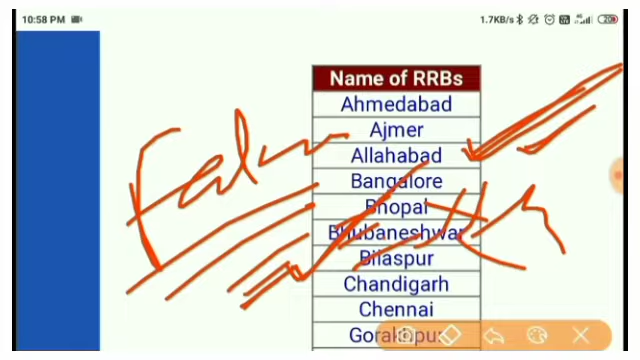 10:58 PM
1.7KB/s
Name of RRBs
Ahmedabad
Ajmer
Allahabad
Bangalore
Bhopal
Bhubaneshwar
Bilaspur
Chandigarh
Chennai
Gorakhpur